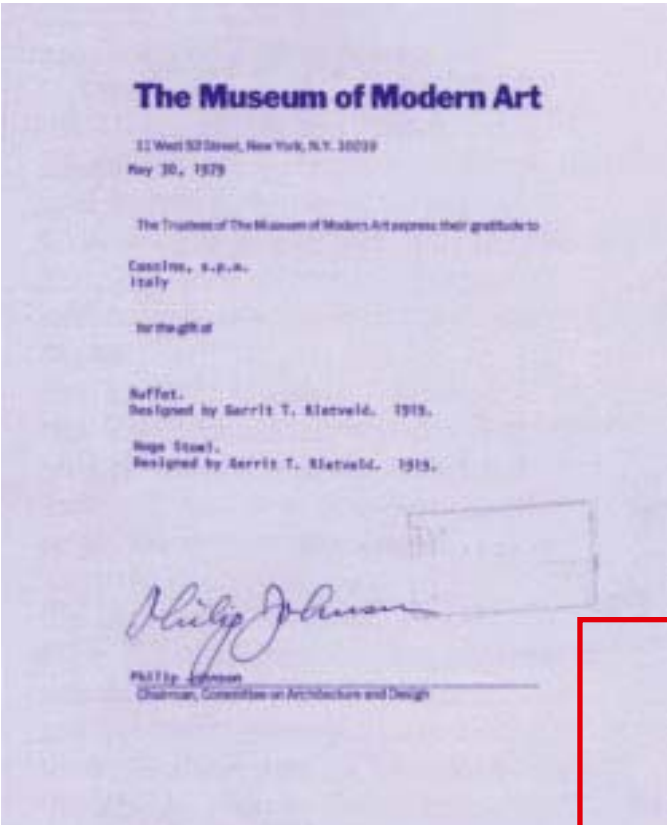 The Museum of Modern Art
11 West 53 Street, New York, N.Y. 10019
May 30, 1979
The Trustees of The Museum of Modern Art express their gratitude to
Cassina, s.p.a.
Italy
for the gift of
Buffet.
Designed by Gerrit T. Rietveld. 1919.
Hoge Stoel.
Designed by Gerrit T. Rietveld. 1919.
Philip Johnson
Philip Johnson
Chairman, Committee on Architecture and Design